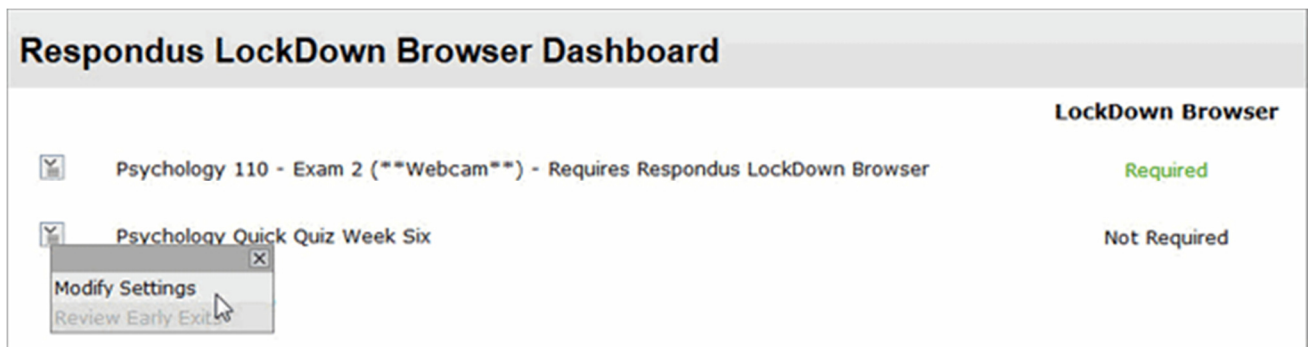 Respondus LockDown Browser Dashboard
LockDown Browser
Psychology 110 - Exam 2 (**Webcam**) - Requires Respondus LockDown Browser Required
Psychology Quick Quiz Week Six Not Required
Modify Settings
Review Early Exits